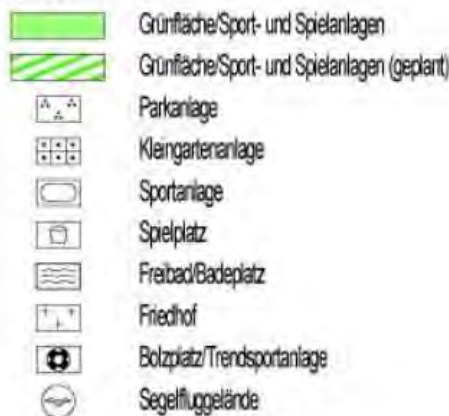 Grünfläche/Sport- und Spielanlagen
Grünfläche/Sport- und Spielanlagen (geplant)
Parkanlage
Kleingartenanlage
Sportanlage
Spielplatz
Freibad/Badeplatz
Friedhof
Bolzplatz/Trendsportanlage
Segelfluggelände